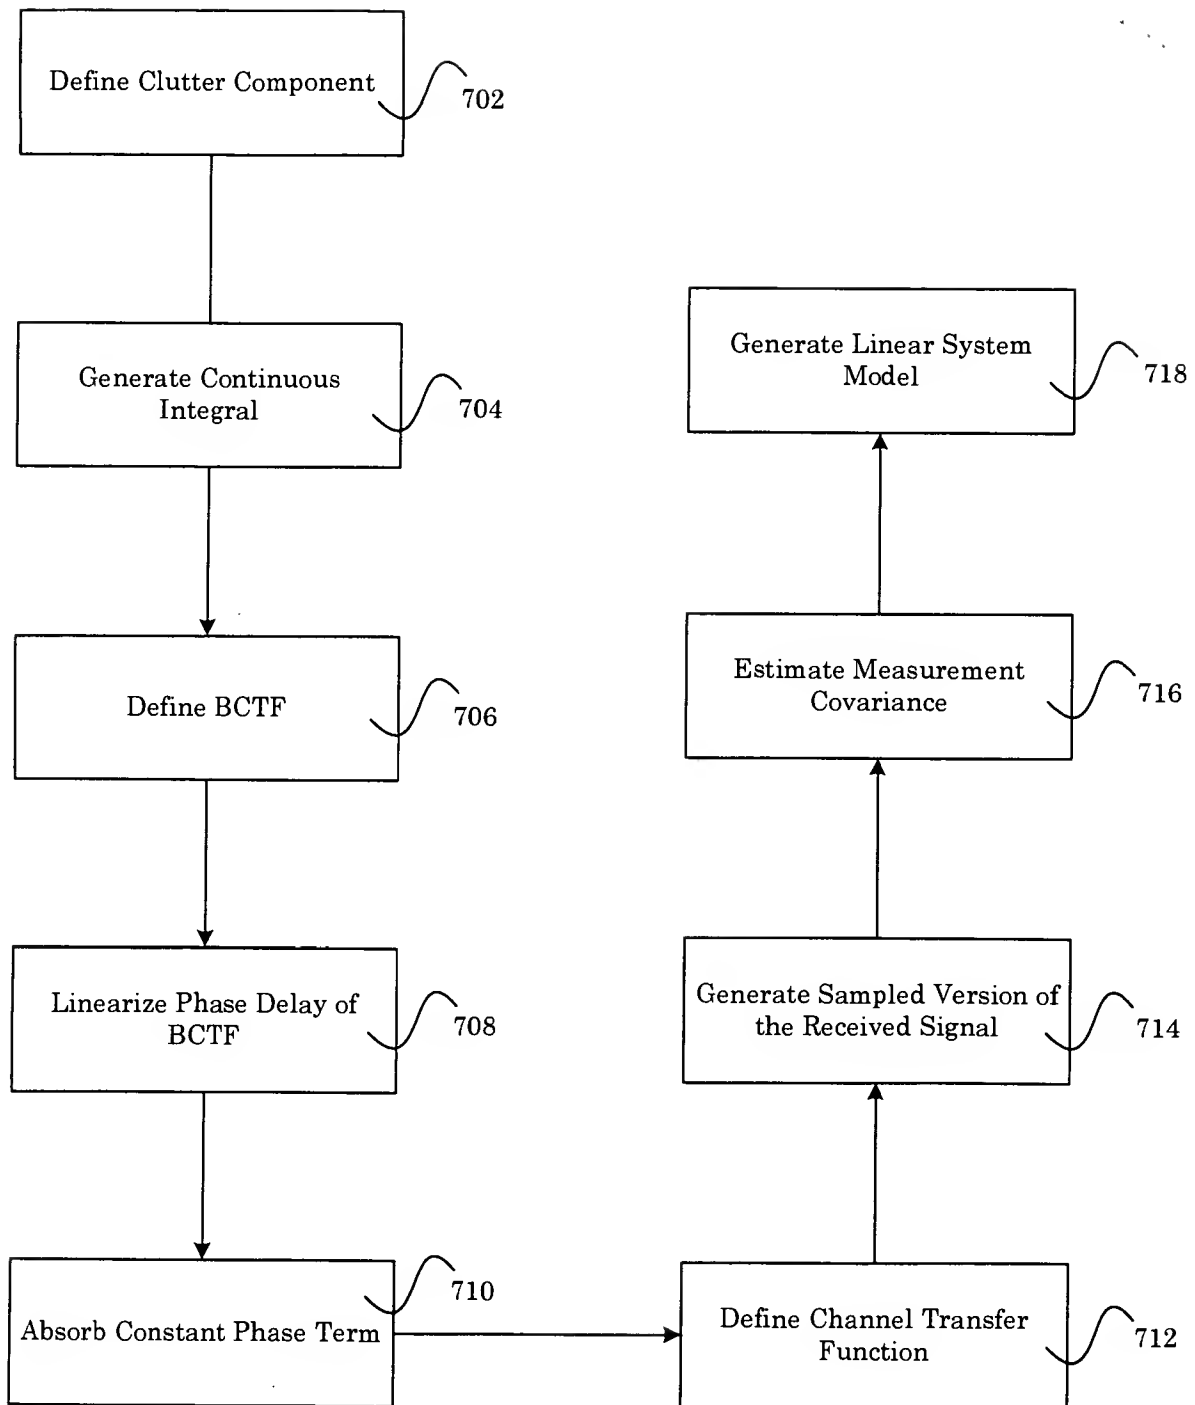 Define Clutter Component
702
Generate Continuous
Integral
704
Define BCTF
706
Linearize Phase Delay of
BCTF
708
Absorb Constant Phase Term
710
Define Channel Transfer
Function
712
Generate Sampled Version of
the Received Signal
714
Estimate Measurement
Covariance
716
Generate Linear System
Model
718